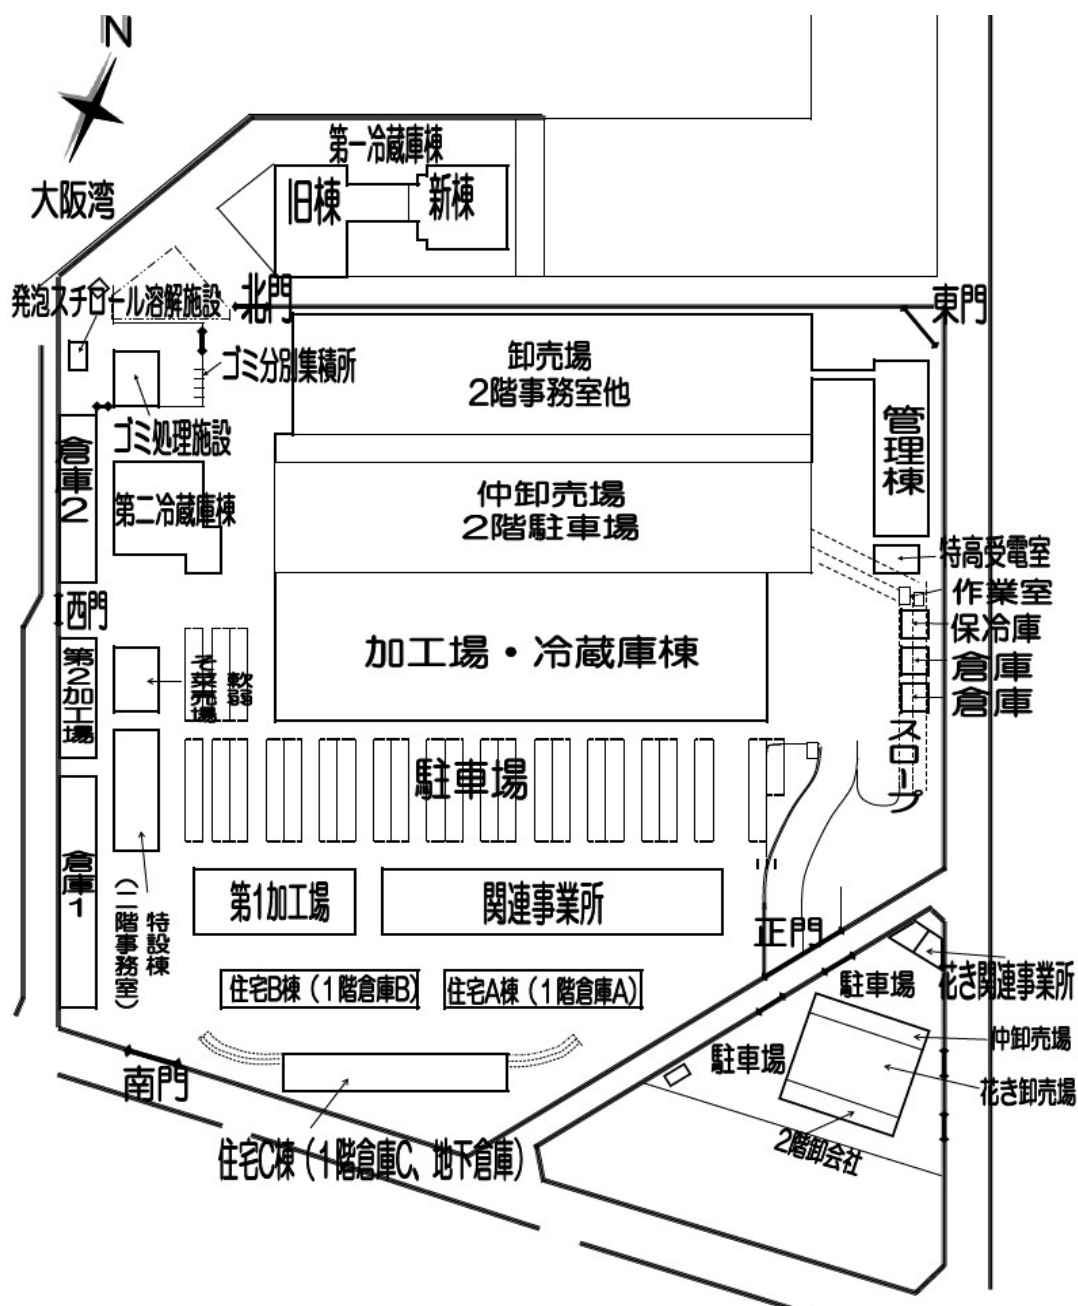 N
大阪湾
第一冷蔵庫棟
旧棟
新棟
発泡スチロール溶解施設
北門
東門
ゴミ分別集積所
卸売場
2階事務室他
管理棟
ゴミ処理施設
倉庫2
第二冷蔵庫棟
仲卸売場
2階駐車場
特高受電室
作業室
保冷庫
倉庫
倉庫
西門
第2加工場
そ菜売場
軟弱
加工場・冷蔵庫棟
スロープ
駐車場
倉庫1
特設棟
(二階事務室)
第1加工場
関連事業所
正門
住宅B棟(1階倉庫B)
住宅A棟(1階倉庫A)
駐車場
花き関連事業所
仲卸売場
駐車場
花き卸売場
南門
2階卸会社
住宅C棟(1階倉庫C、地下倉庫)